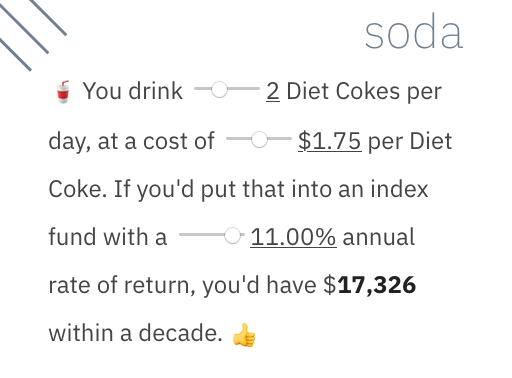 soda
🥤 You drink 2 Diet Cokes per
day, at a cost of $1.75 per Diet
Coke. If you'd put that into an index
fund with a 11.00% annual
rate of return, you'd have $17,326
within a decade. 👍